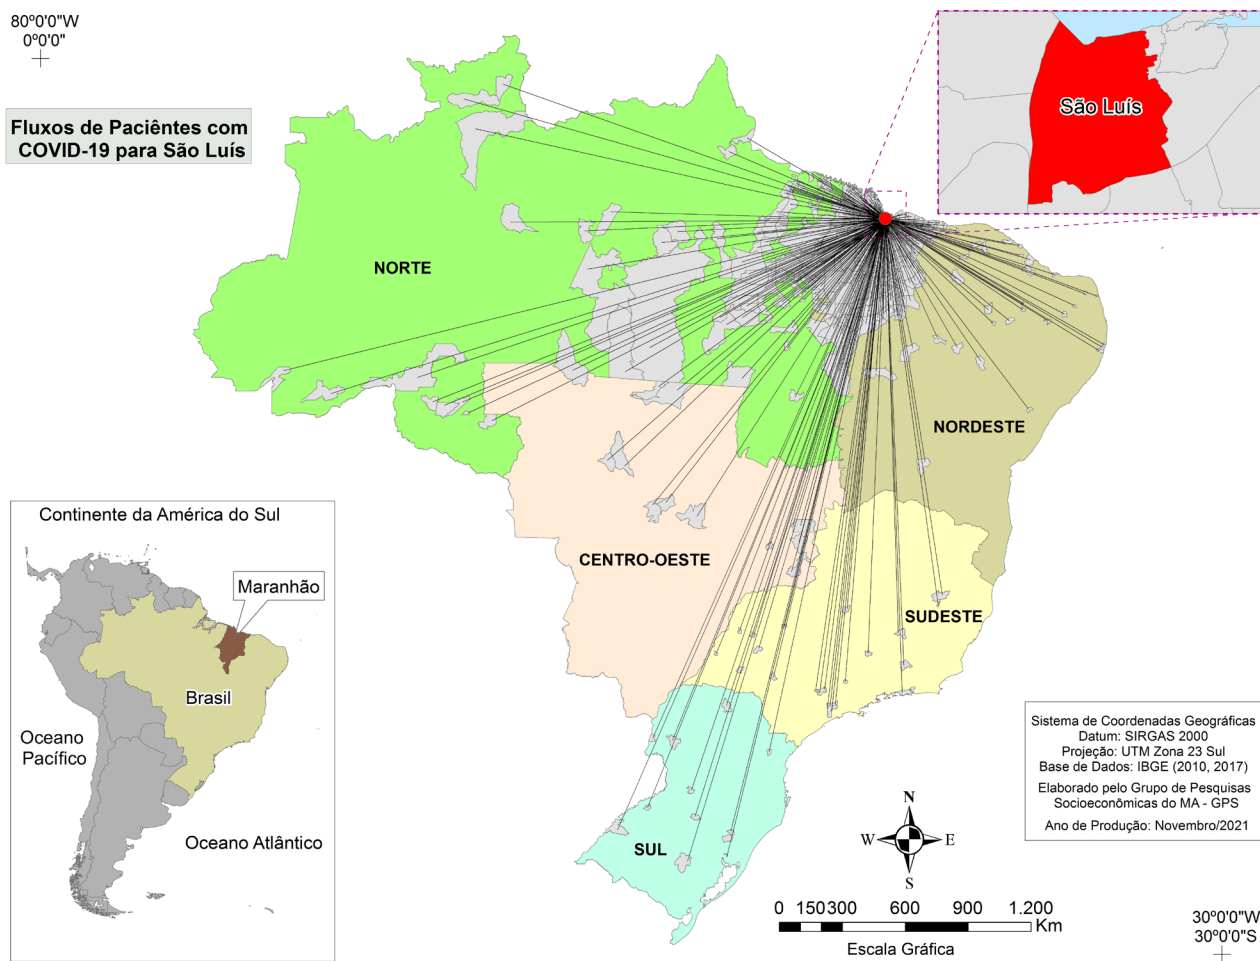 80º0'0"W
0º0'0"
Fluxos de Paciêntes com
COVID-19 para São Luís
São Luís
NORTE
NORDESTE
CENTRO-OESTE
SUDESTE
SUL
Continente da América do Sul
Maranhão
Brasil
Oceano
Pacífico
Oceano Atlântico
Sistema de Coordenadas Geográficas
Datum: SIRGAS 2000
Projeção: UTM Zona 23 Sul
Base de Dados: IBGE (2010, 2017)
Elaborado pelo Grupo de Pesquisas
Socioeconômicas do MA - GPS
Ano de Produção: Novembro/2021
N
W E
S
0 150 300 600 900 1.200
Km
Escala Gráfica
30º0'0"W
30º0'0"S